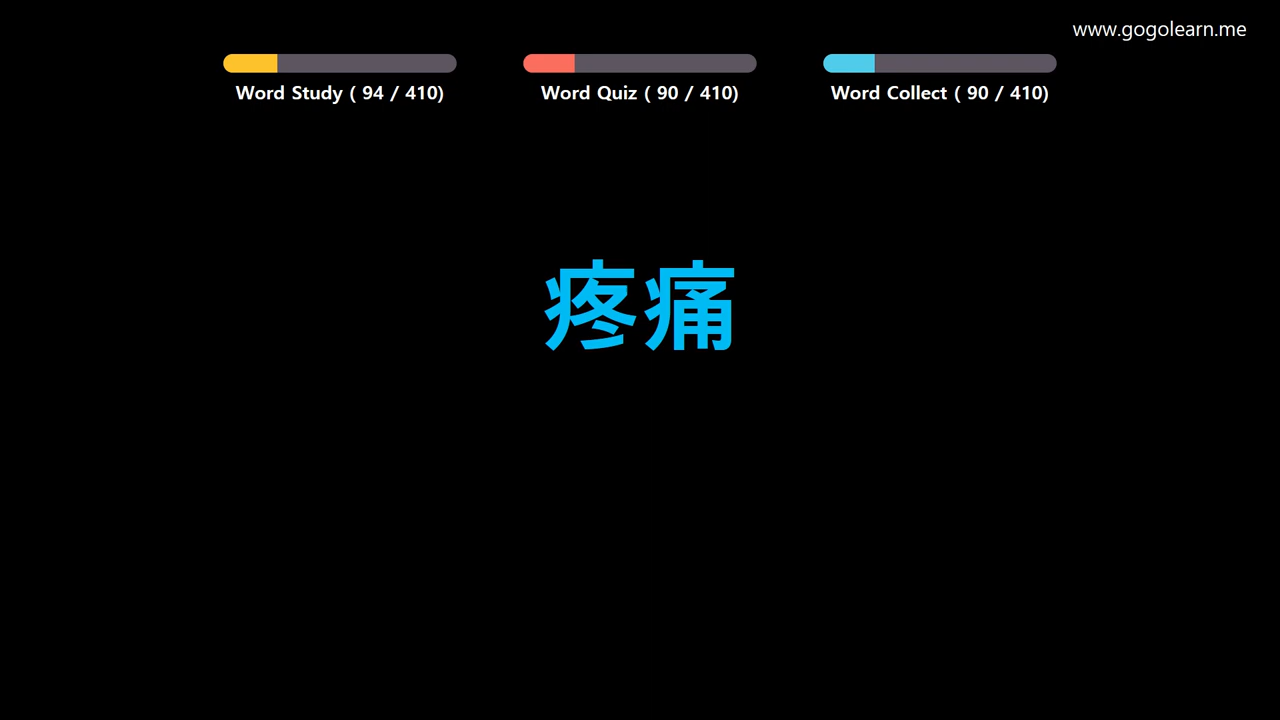 www.gogolearn.me
Word Study ( 94 / 410)
Word Quiz ( 90 / 410)
Word Collect ( 90 / 410)
疼痛